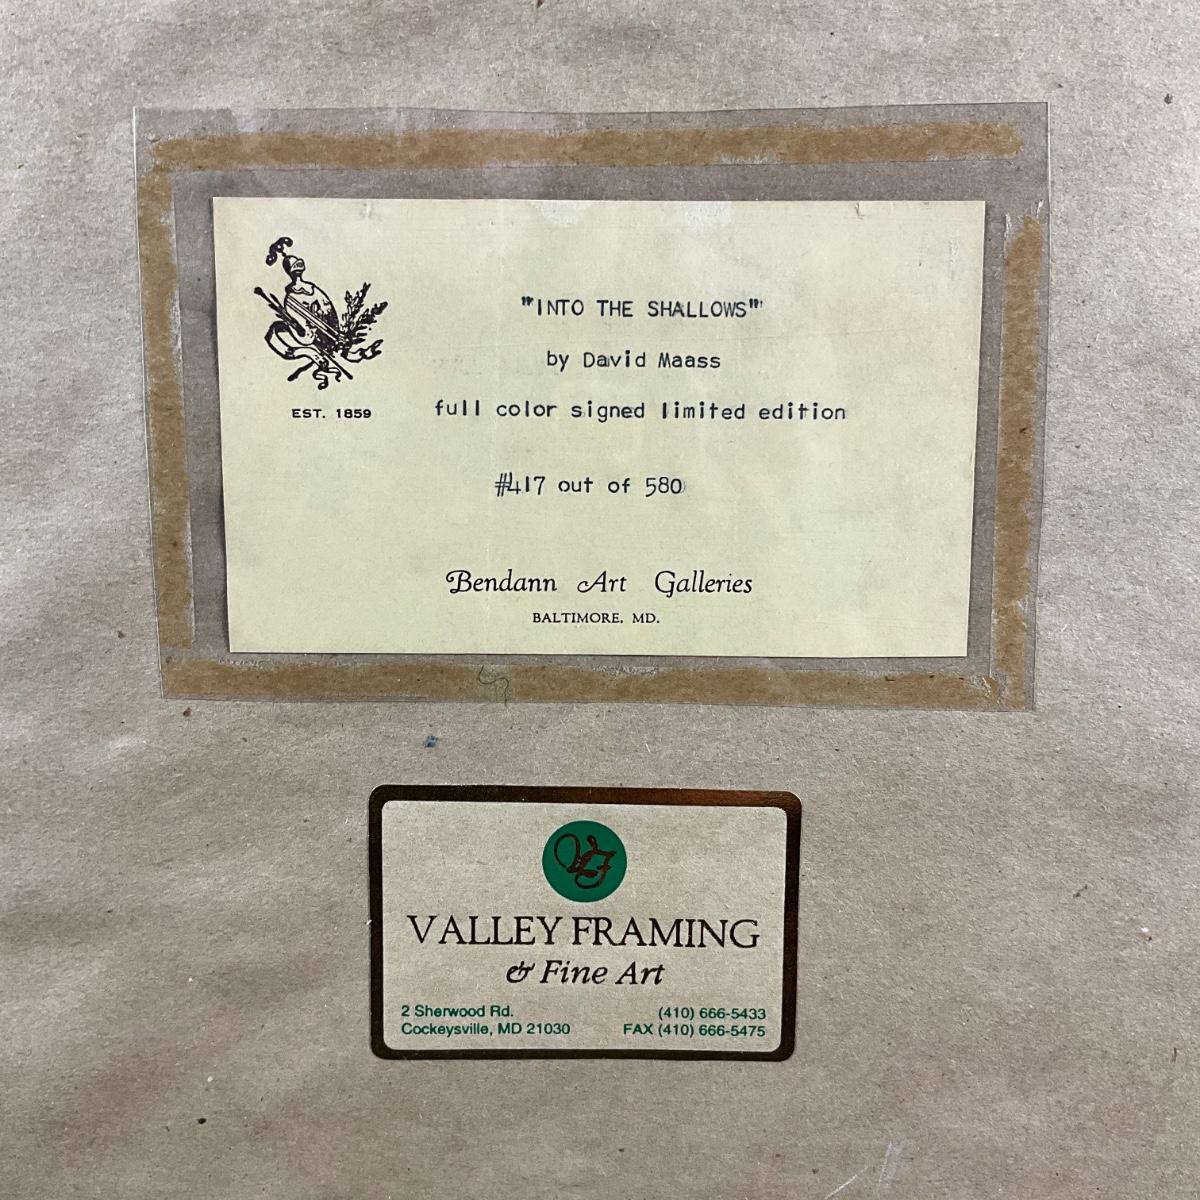 "INTO THE SHALLOWS"
by David Maass
full color signed limited edition
EST. 1859
#417 out of 580
Bendann Art Galleries
BALTIMORE, MD.
VF
VALLEY FRAMING
& Fine Art
2 Sherwood Rd.
Cockeysville, MD 21030
(410) 666-5433
FAX (410) 666-5475